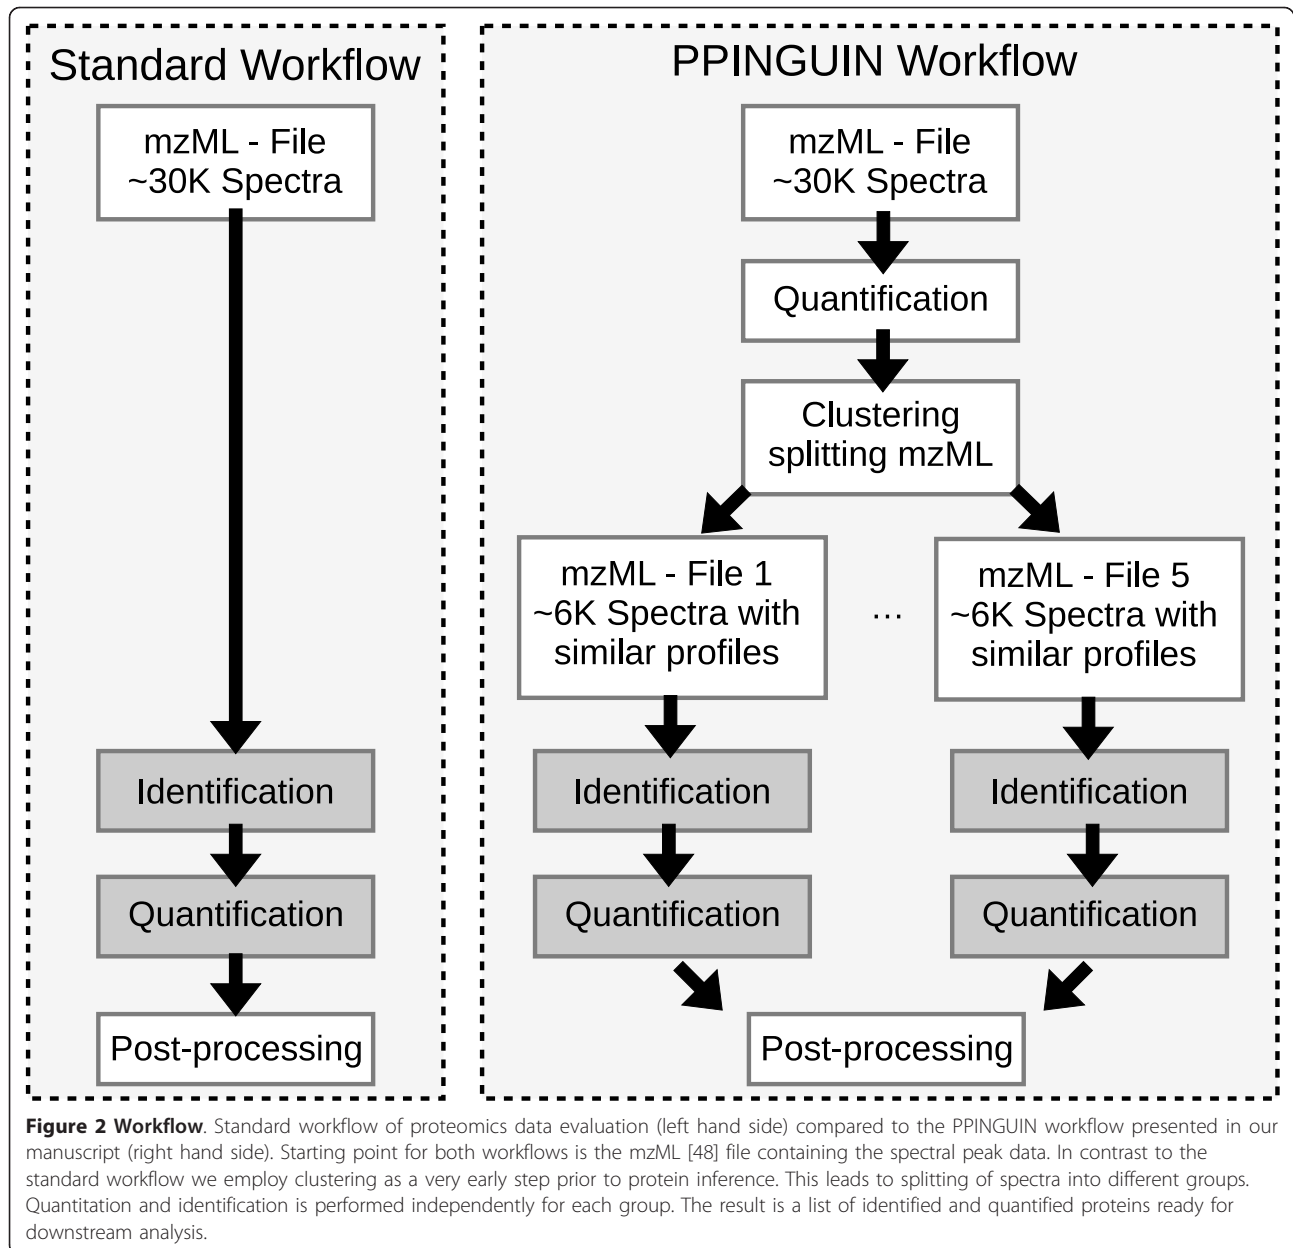 Standard Workflow
mzML - File
~30K Spectra
Identification
Quantification
Post-processing
PPINGUIN Workflow
mzML - File
~30K Spectra
Quantification
Clustering
splitting mzML
mzML - File 1
~6K Spectra with
similar profiles
...
mzML - File 5
~6K Spectra with
similar profiles
Identification
Identification
Quantification
Quantification
Post-processing
Figure 2 Workflow. Standard workflow of proteomics data evaluation (left hand side) compared to the PPINGUIN workflow presented in our
manuscript (right hand side). Starting point for both workflows is the mzML [48] file containing the spectral peak data. In contrast to the
standard workflow we employ clustering as a very early step prior to protein inference. This leads to splitting of spectra into different groups.
Quantitation and identification is performed independently for each group. The result is a list of identified and quantified proteins ready for
downstream analysis.